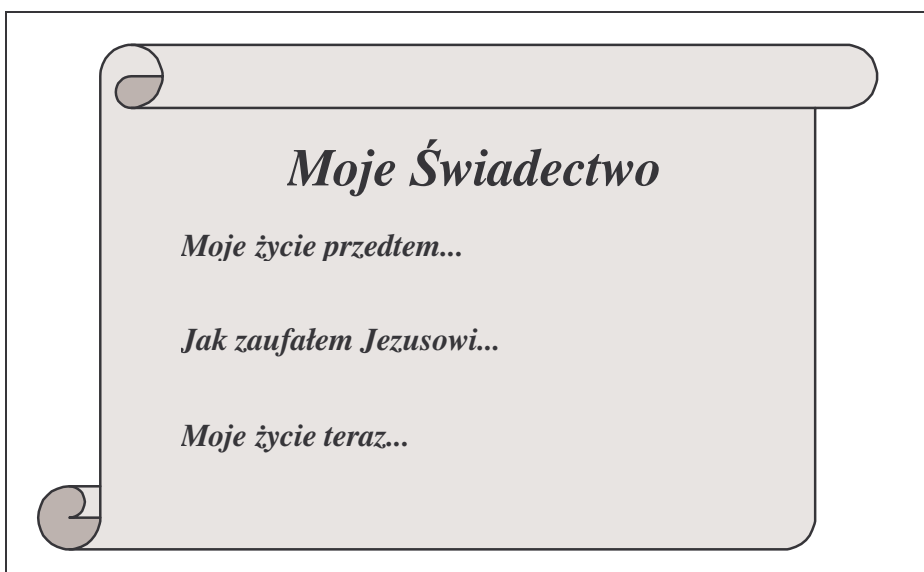 Moje Świadectwo
Moje życie przedtem...
Jak zaufałem Jezusowi...
Moje życie teraz...